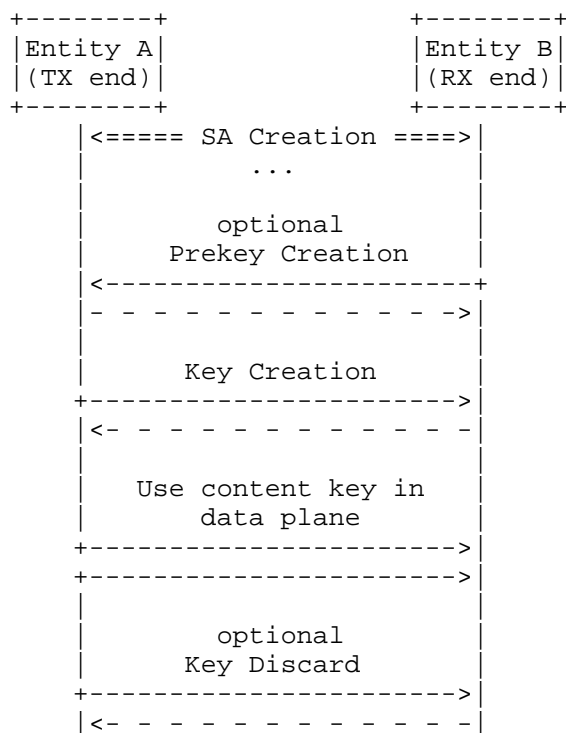 +--------+                +--------+
|Entity A|                |Entity B|
|(TX end)|                |(RX end)|
+--------+                +--------+
    |<===== SA Creation ====>|
    |          ...           |
    |                        |
    |        optional        |
    |     Prekey Creation    |
    |<-----------------------+
    |- - - - - - - - - - - ->|
    |                        |
    |      Key Creation      |
    +----------------------->|
    |<- - - - - - - - - - - -|
    |                        |
    |   Use content key in   |
    |       data plane       |
    +----------------------->|
    +----------------------->|
    |                        |
    |        optional        |
    |      Key Discard       |
    +----------------------->|
    |<- - - - - - - - - - - -|